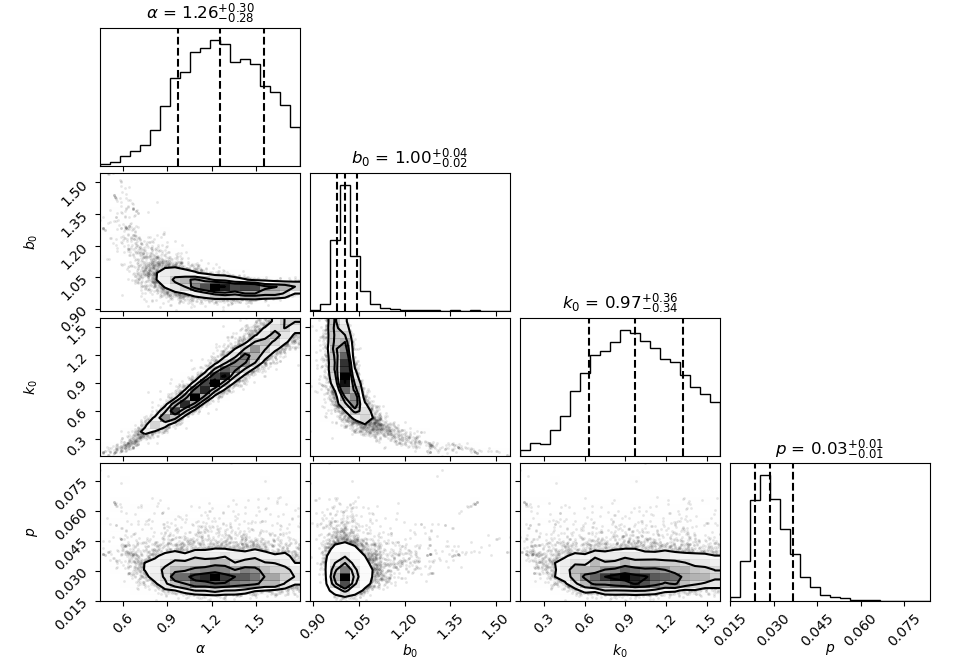 α = 1.26+0.30−0.28
b0 = 1.00+0.04−0.02
b0
1.50
1.35
1.20
1.05
0.90
k0 = 0.97+0.36−0.34
k0
1.5
1.2
0.9
0.6
0.3
p = 0.03+0.01−0.01
p
0.075
0.060
0.045
0.030
0.015
0.6 0.9 1.2 1.5
0.90 1.05 1.20 1.35 1.50
0.3 0.6 0.9 1.2 1.5
0.015 0.030 0.045 0.060 0.075
α b0 k0 p